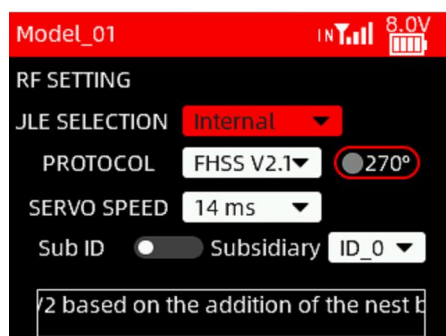 Model_01 IN 8.0V
RF SETTING
JLE SELECTION Internal
PROTOCOL FHSS V2.1 270°
SERVO SPEED 14 ms
Sub ID Subsidiary ID_0
/2 based on the addition of the nest b